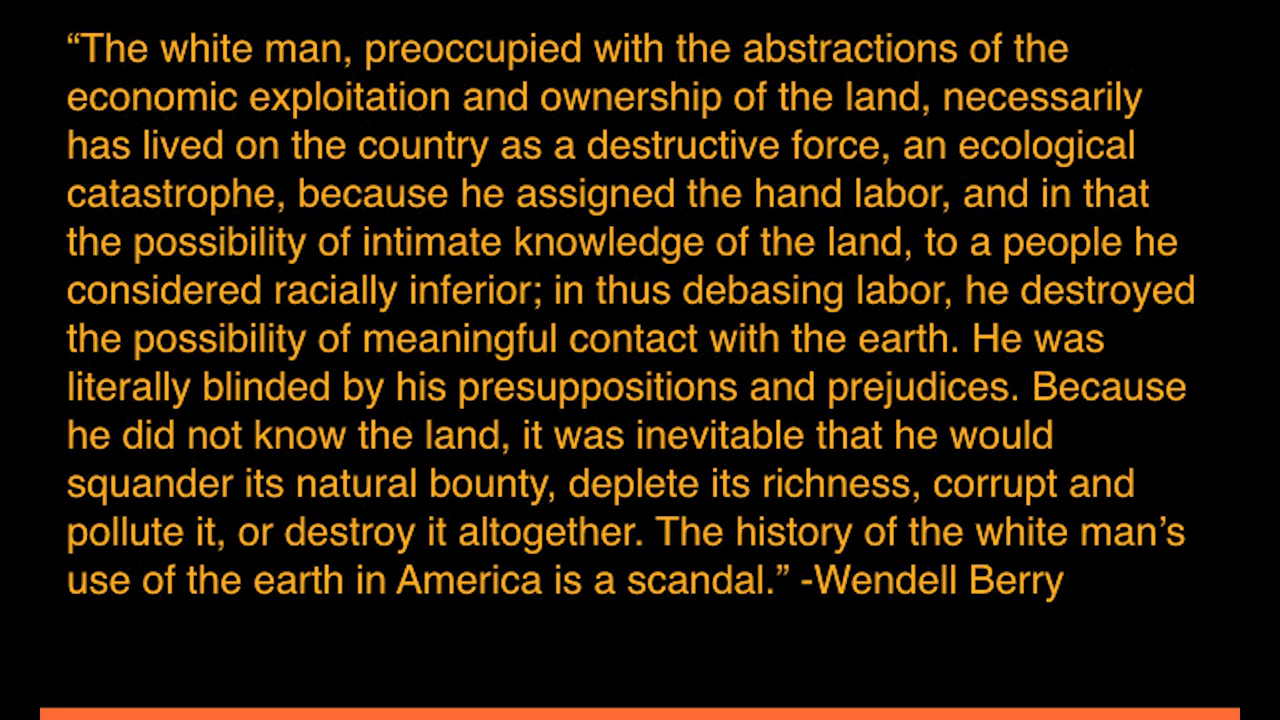 “The white man, preoccupied with the abstractions of the
economic exploitation and ownership of the land, necessarily
has lived on the country as a destructive force, an ecological
catastrophe, because he assigned the hand labor, and in that
the possibility of intimate knowledge of the land, to a people he
considered racially inferior; in thus debasing labor, he destroyed
the possibility of meaningful contact with the earth. He was
literally blinded by his presuppositions and prejudices. Because
he did not know the land, it was inevitable that he would
squander its natural bounty, deplete its richness, corrupt and
pollute it, or destroy it altogether. The history of the white man’s
use of the earth in America is a scandal.” -Wendell Berry